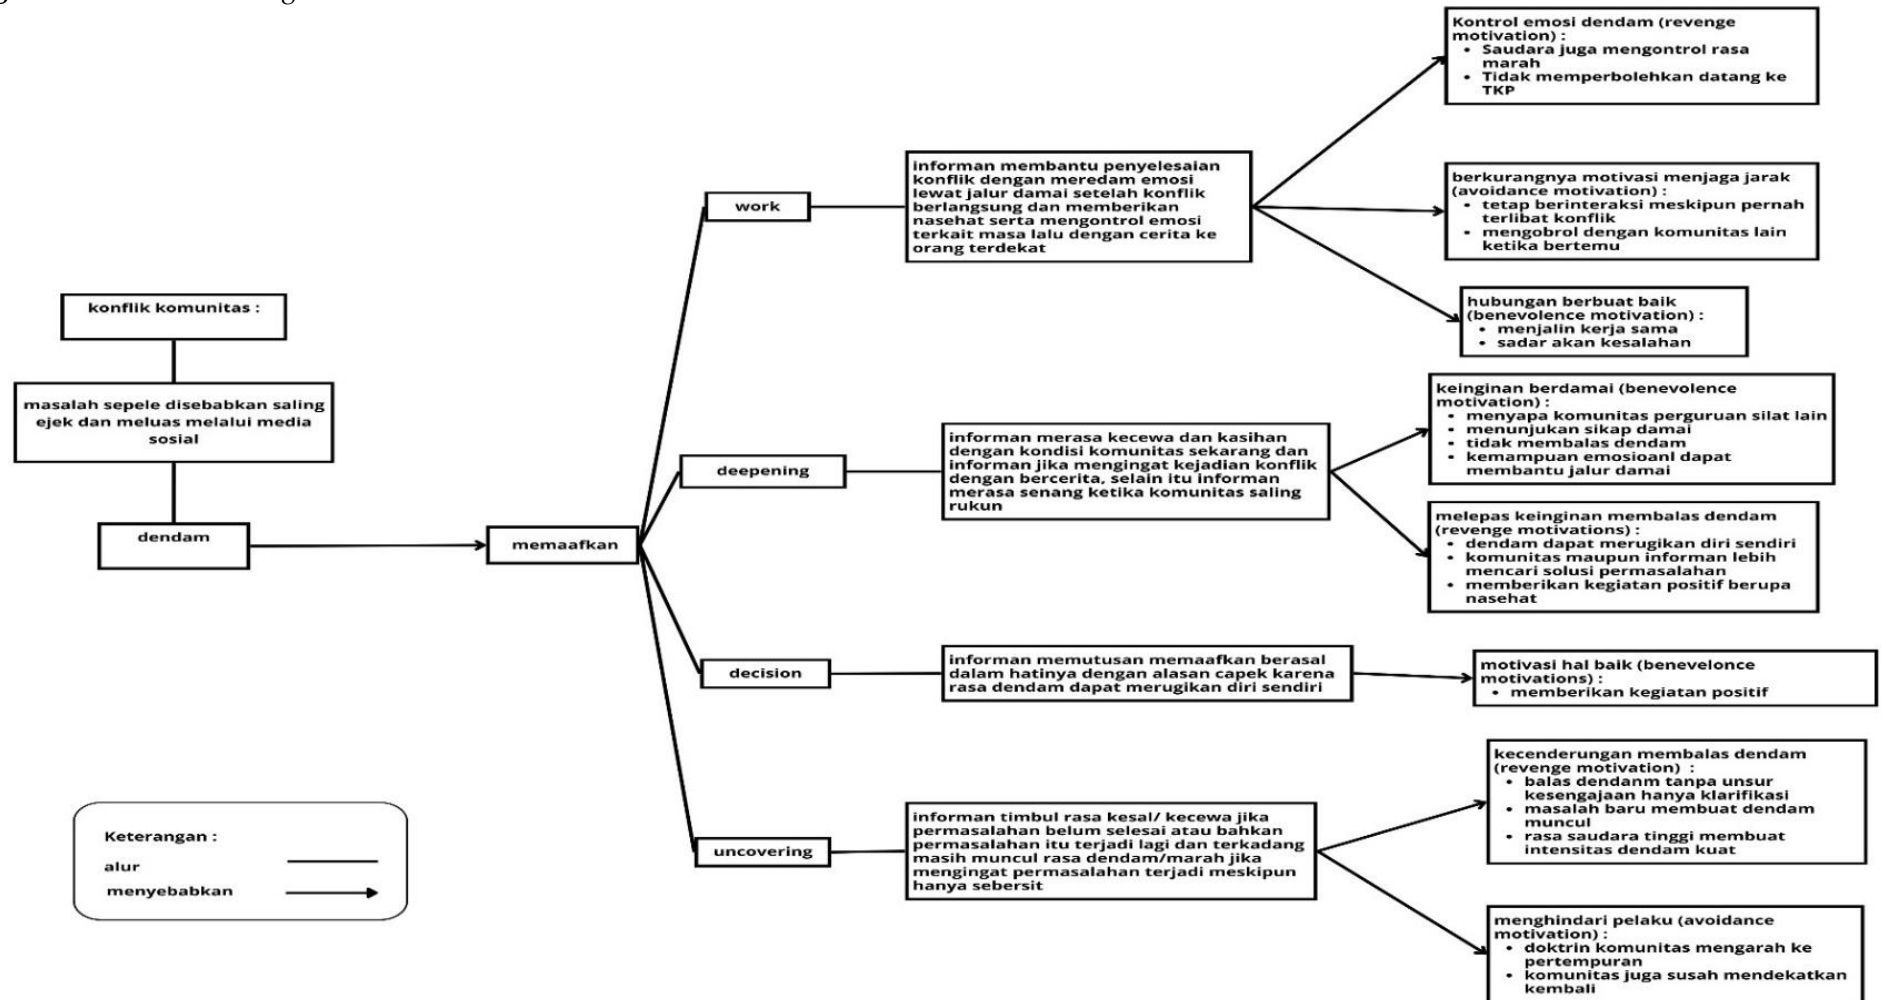 konflik komunitas :
masalah sepele disebabkan saling
ejek dan meluas melalui media
sosial
dendam
memaafkan
work
informan membantu penyelesaian
konflik dengan meredam emosi
lewat jalur damai setelah konflik
berlangsung dan memberikan
nasehat serta mengontrol emosi
terkait masa lalu dengan cerita ke
orang terdekat
Kontrol emosi dendam (revenge
motivation) :
• Saudara juga mengontrol rasa
marah
• Tidak memperbolehkan datang ke
TKP
berkurangnya motivasi menjaga jarak
(avoidance motivation) :
• tetap berinteraksi meskipun pernah
terlibat konflik
• mengobrol dengan komunitas lain
ketika bertemu
hubungan berbuat baik
(benevolence motivation) :
• menjalin kerja sama
• sadar akan kesalahan
deepening
informan merasa kecewa dan kasihan
dengan kondisi komunitas sekarang dan
informan jika mengingat kejadian konflik
dengan bercerita, selain itu informan
merasa senang ketika komunitas saling
rukun
keinginan berdamai (benevolence
motivation) :
• menyapa komunitas perguruan silat lain
• menunjukan sikap damai
• tidak membalas dendam
• kemampuan emosioanl dapat
membantu jalur damai
melepas keinginan membalas dendam
(revenge motivations) :
• dendam dapat merugikan diri sendiri
• komunitas maupun informan lebih
mencari solusi permasalahan
• memberikan kegiatan positif berupa
nasehat
decision
informan memutusan memaafkan berasal
dalam hatinya dengan alasan capek karena
rasa dendam dapat merugikan diri sendiri
motivasi hal baik (benevelonce
motivations) :
• memberikan kegiatan positif
uncovering
informan timbul rasa kesal/ kecewa jika
permasalahan belum selesai atau bahkan
permasalahan itu terjadi lagi dan terkadang
masih muncul rasa dendam/marah jika
mengingat permasalahan terjadi meskipun
hanya sebersit
kecenderungan membalas dendam
(revenge motivation) :
• balas dendanm tanpa unsur
kesengajaan hanya klarifikasi
• masalah baru membuat dendam
muncul
• rasa saudara tinggi membuat
intensitas dendam kuat
menghindari pelaku (avoidance
motivation) :
• doktrin komunitas mengarah ke
pertempuran
• komunitas juga susah mendekatkan
kembali
Keterangan :
alur
menyebabkan